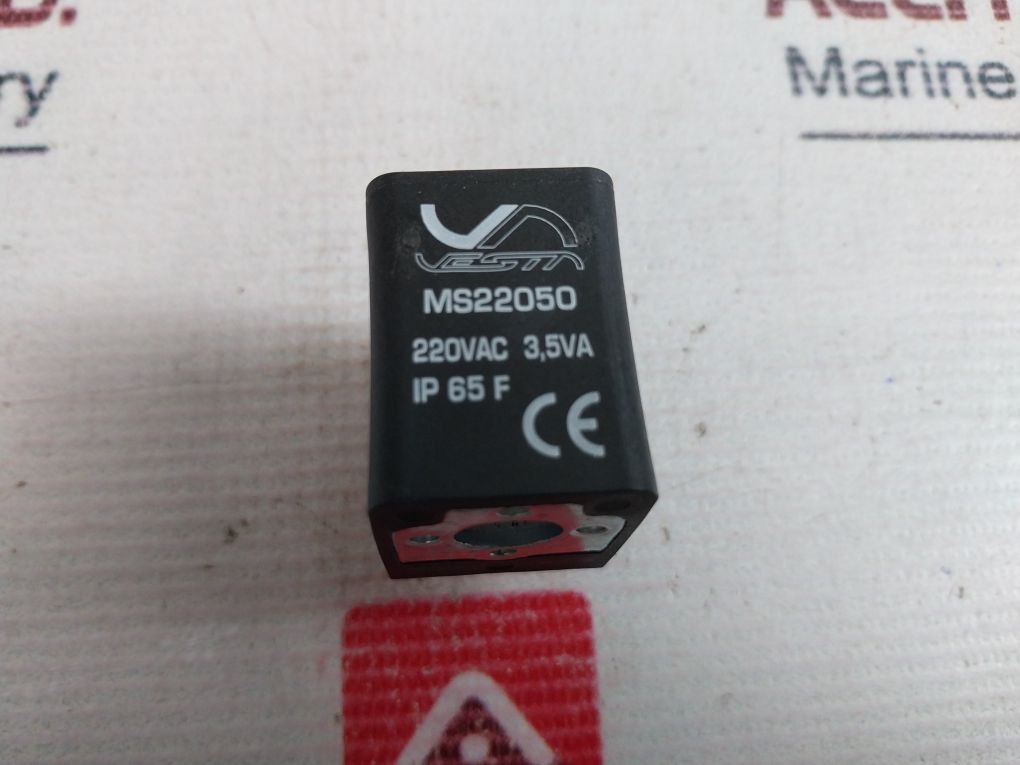 Marine
VESTA
MS22050
220VAC 3,5VA
IP 65 F
CE